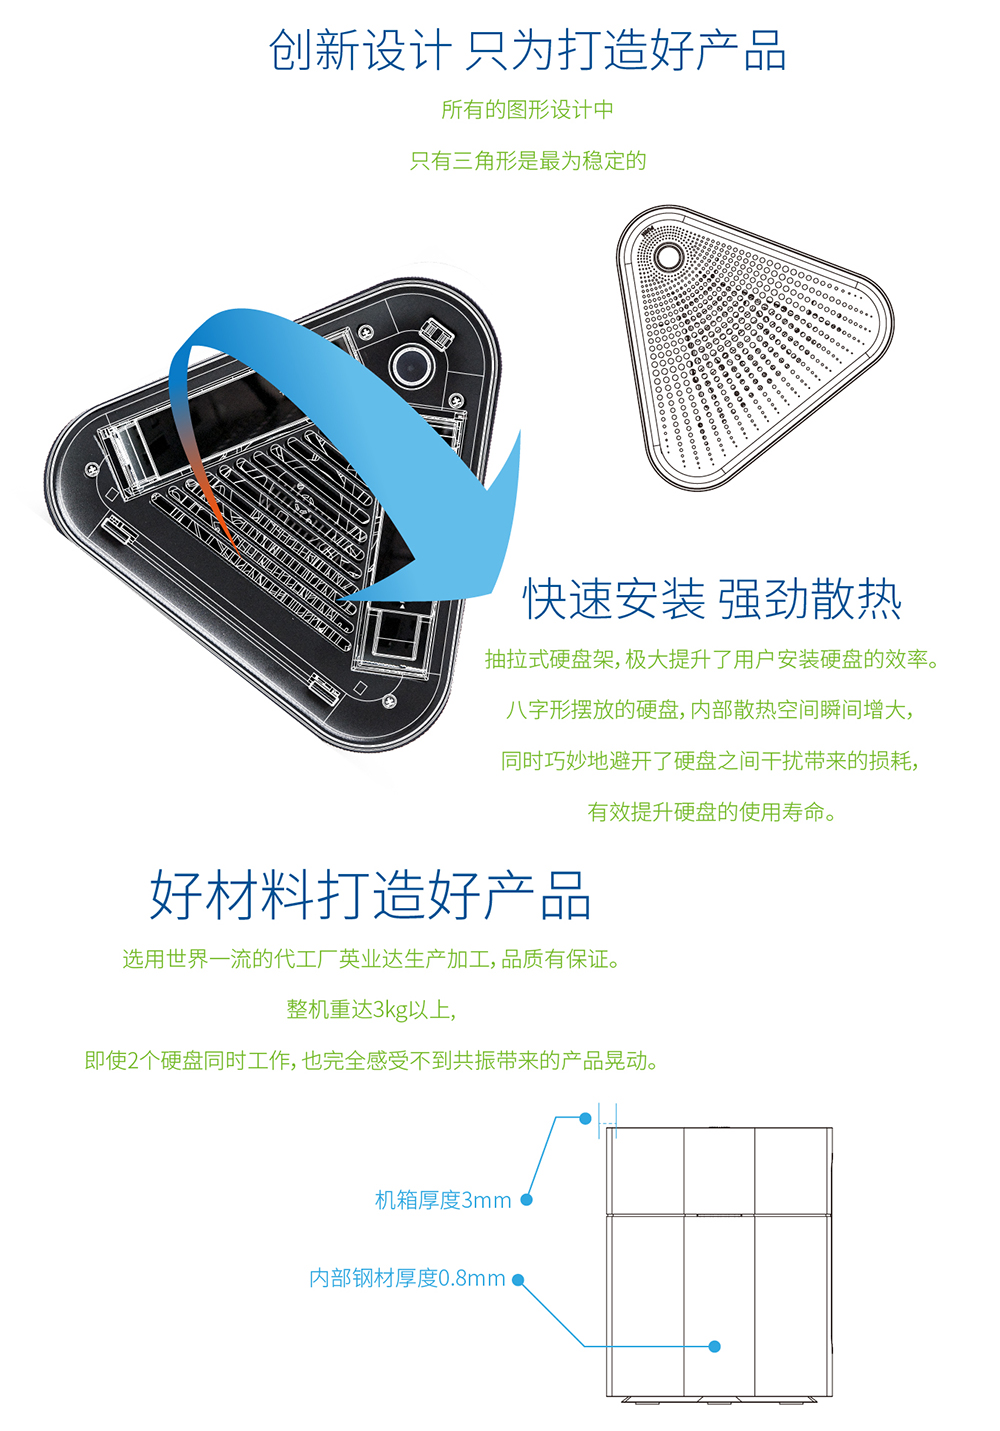 创新设计 只为打造好产品
所有的图形设计中
只有三角形是最为稳定的
快速安装 强劲散热
抽拉式硬盘架，极大提升了用户安装硬盘的效率。
八字形摆放的硬盘，内部散热空间瞬间增大，
同时巧妙地避开了硬盘之间干扰带来的损耗，
有效提升硬盘的使用寿命。
好材料打造好产品
选用世界一流的代工厂英业达生产加工，品质有保证。
整机重达3kg以上，
即使2个硬盘同时工作，也完全感受不到共振带来的产品晃动。
机箱厚度3mm
内部钢材厚度0.8mm